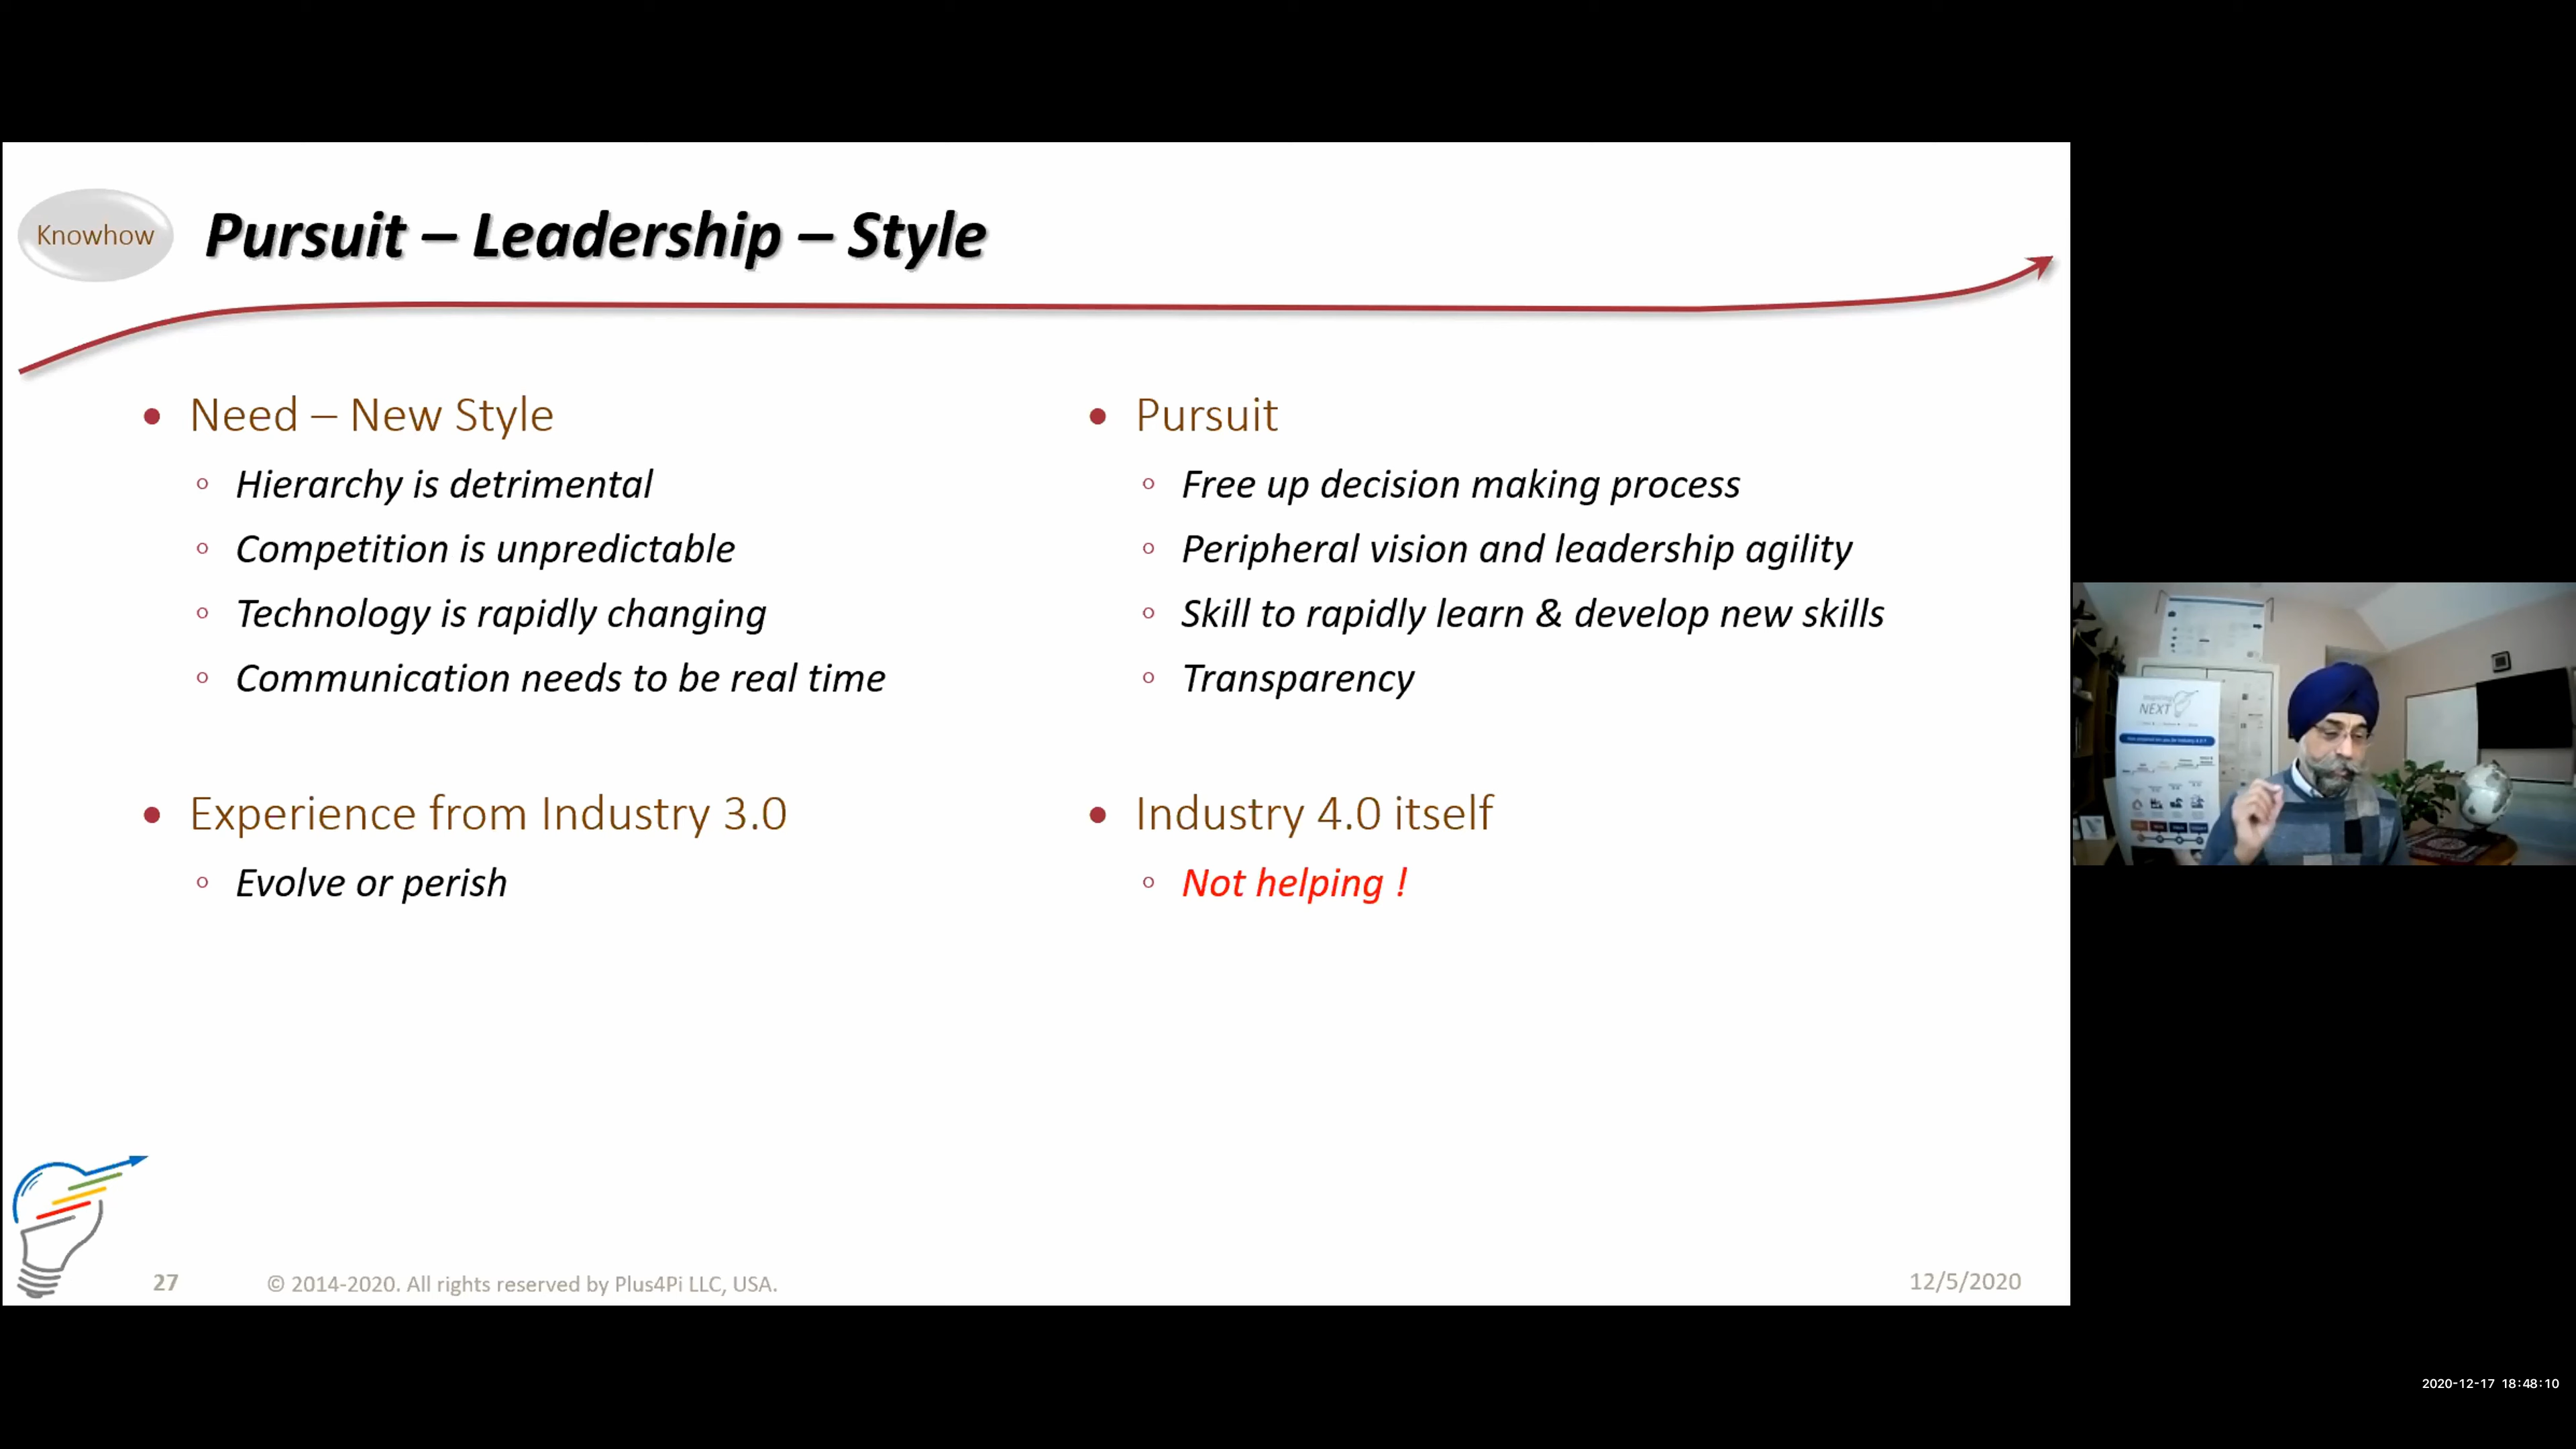 Knowhow
Pursuit – Leadership – Style
• Need – New Style
○ Hierarchy is detrimental
○ Competition is unpredictable
○ Technology is rapidly changing
○ Communication needs to be real time
• Experience from Industry 3.0
○ Evolve or perish
• Pursuit
○ Free up decision making process
○ Peripheral vision and leadership agility
○ Skill to rapidly learn & develop new skills
○ Transparency
• Industry 4.0 itself
○ Not helping !
NEXT
27
© 2014-2020. All rights reserved by Plus4Pi LLC, USA.
12/5/2020
2020-12-17 18:48:10